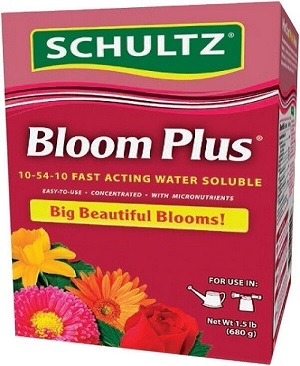 SCHULTZ®
Bloom Plus®
10-54-10 FAST ACTING WATER SOLUBLE
EASY-TO-USE • CONCENTRATED • WITH MICRONUTRIENTS
Big Beautiful Blooms!
FOR USE IN:
Net Wt 1.5 lb
(680 g)